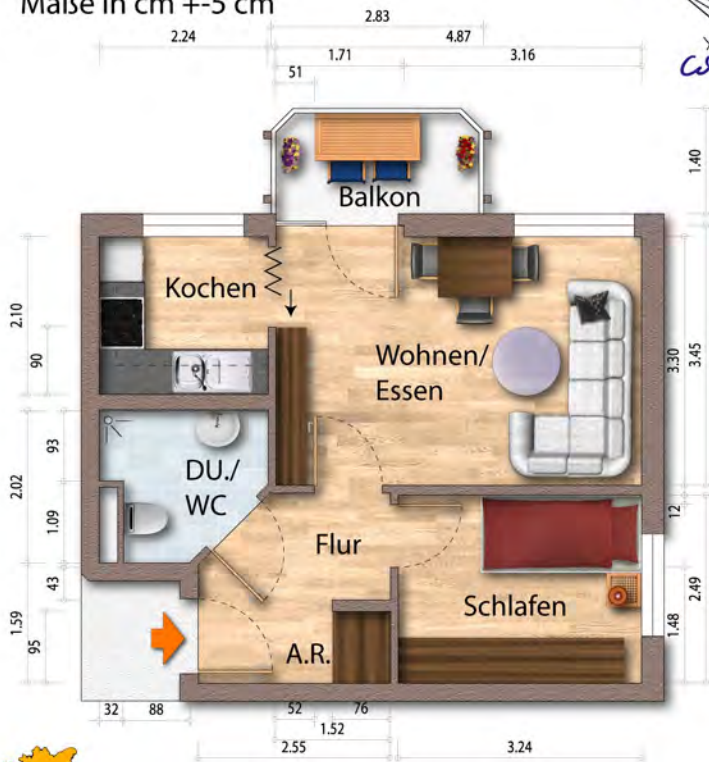 Maße in cm +-5 cm
2.83
2.24
4.87
1.71
3.16
51
1.40
Balkon
Kochen
2.10
90
Wohnen/
Essen
3.30
3.45
93
2.02
1.09
DU./
WC
12
Flur
43
Schlafen
2.49
1.48
1.59
95
A.R.
32
88
52
76
1.52
2.55
3.24